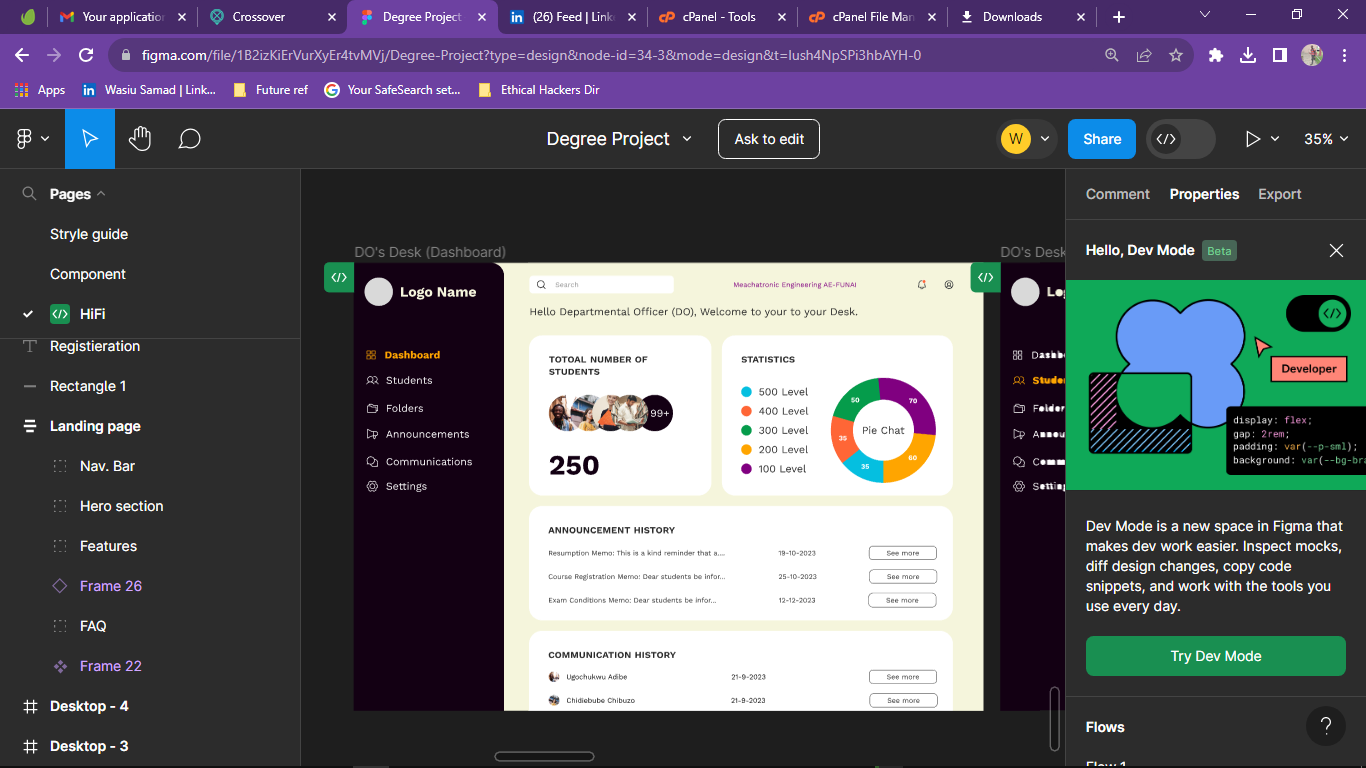 Your application
Crossover
Degree Project
(26) Feed | Link
cPanel - Tools
cPanel File Man
Downloads
figma.com/file/1B2izKiErVurXyEr4tvMVj/Degree-Project?type=design&node-id=34-3&mode=design&t=lush4NpSPi3hbAYH-0
Apps
Wasiu Samad | Link...
Future ref
Your SafeSearch set...
Ethical Hackers Dir
Degree Project
Ask to edit
W
Share
35%
Pages
Stryle guide
Component
HiFi
Registieration
Rectangle 1
Landing page
Nav. Bar
Hero section
Features
Frame 26
FAQ
Frame 22
Desktop - 4
Desktop - 3
DO's Desk (Dashboard)
Logo Name
Dashboard
Students
Folders
Announcements
Communications
Settings
Search
Meachatronic Engineering AE-FUNAI
Hello Departmental Officer (DO), Welcome to your to your Desk.
TOTOAL NUMBER OF
STUDENTS
99+
250
STATISTICS
500 Level
400 Level
300 Level
200 Level
100 Level
50
70
35
60
35
Pie Chat
ANNOUNCEMENT HISTORY
Resumption Memo: This is a kind reminder that a.... 19-10-2023 See more
Course Registration Memo: Dear students be infor... 25-10-2023 See more
Exam Conditions Memo: Dear students be infor... 12-12-2023 See more
COMMUNICATION HISTORY
Ugochukwu Adibe 21-9-2023 See more
Chidiebube Chibuzo 21-9-2023 See more
DO's Desk
Comment
Properties
Export
Hello, Dev Mode Beta
Developer
display: flex;
gap: 2rem;
padding: var(--p-sml);
background: var(--bg-bra
Dev Mode is a new space in Figma that
makes dev work easier. Inspect mocks,
diff design changes, copy code
snippets, and work with the tools you
use every day.
Try Dev Mode
Flows
?
Flow 1